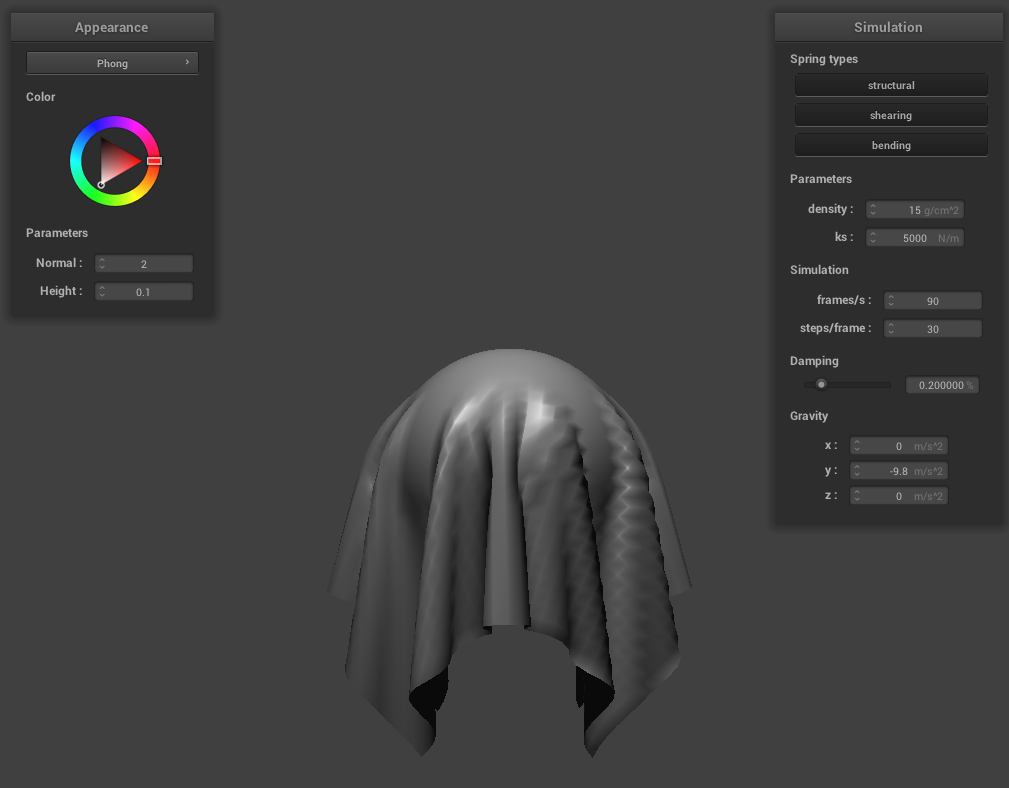 Appearance
Phong
Color
Parameters
Normal : 2
Height : 0.1
Simulation
Spring types
structural
shearing
bending
Parameters
density : 15 g/cm^2
ks : 5000 N/m
Simulation
frames/s : 90
steps/frame : 30
Damping
0.200000 %
Gravity
x : 0 m/s^2
y : -9.8 m/s^2
z : 0 m/s^2